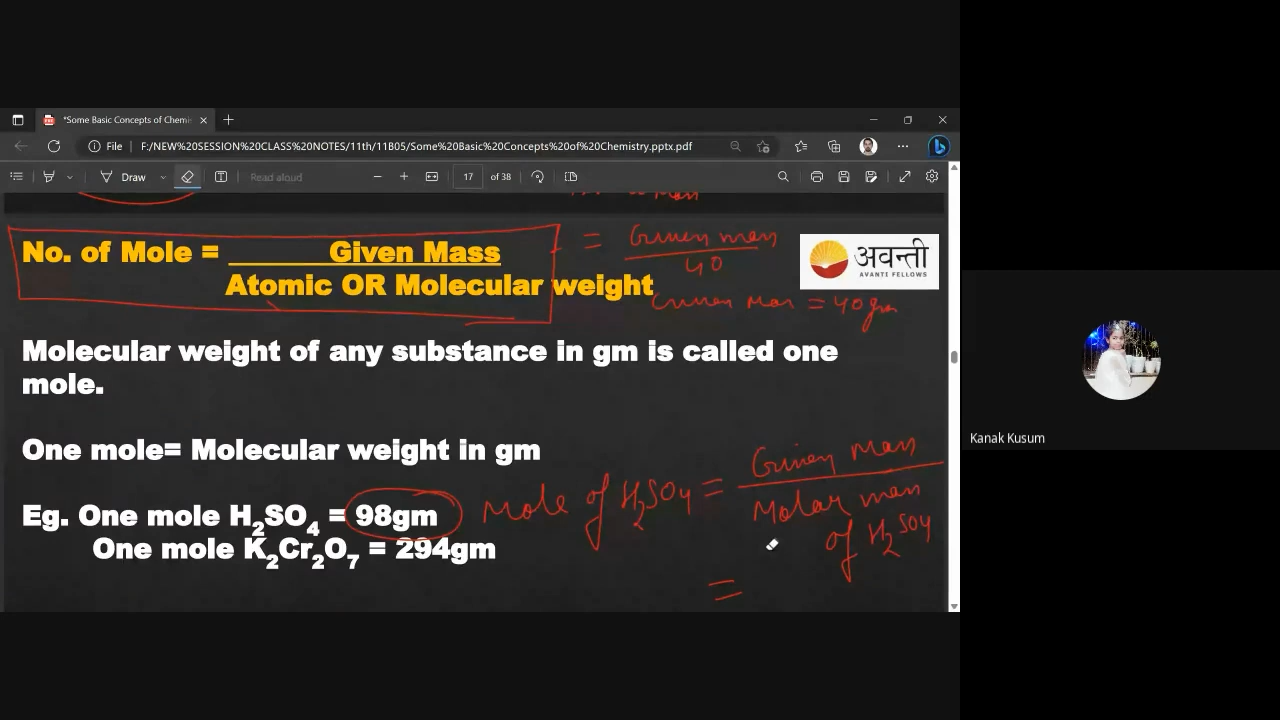 *Some Basic Concepts of Chemis
File F:/NEW%20SESSION%20CLASS%20NOTES/11th/11B05/Some%20Basic%20Concepts%20of%20Chemistry.pptx.pdf
Draw Read aloud 17 of 38
No. of Mole = Given Mass
Atomic OR Molecular weight
= Given mass
40
Given mass = 40 gm
अवन्ती
AVANTI FELLOWS
Molecular weight of any substance in gm is called one
mole.
One mole= Molecular weight in gm
Eg. One mole H₂SO₄ = 98gm
One mole K₂Cr₂O₇ = 294gm
Mole of H₂SO₄ = Given Mass
Molar mass
of H₂SO₄
=
Kanak Kusum